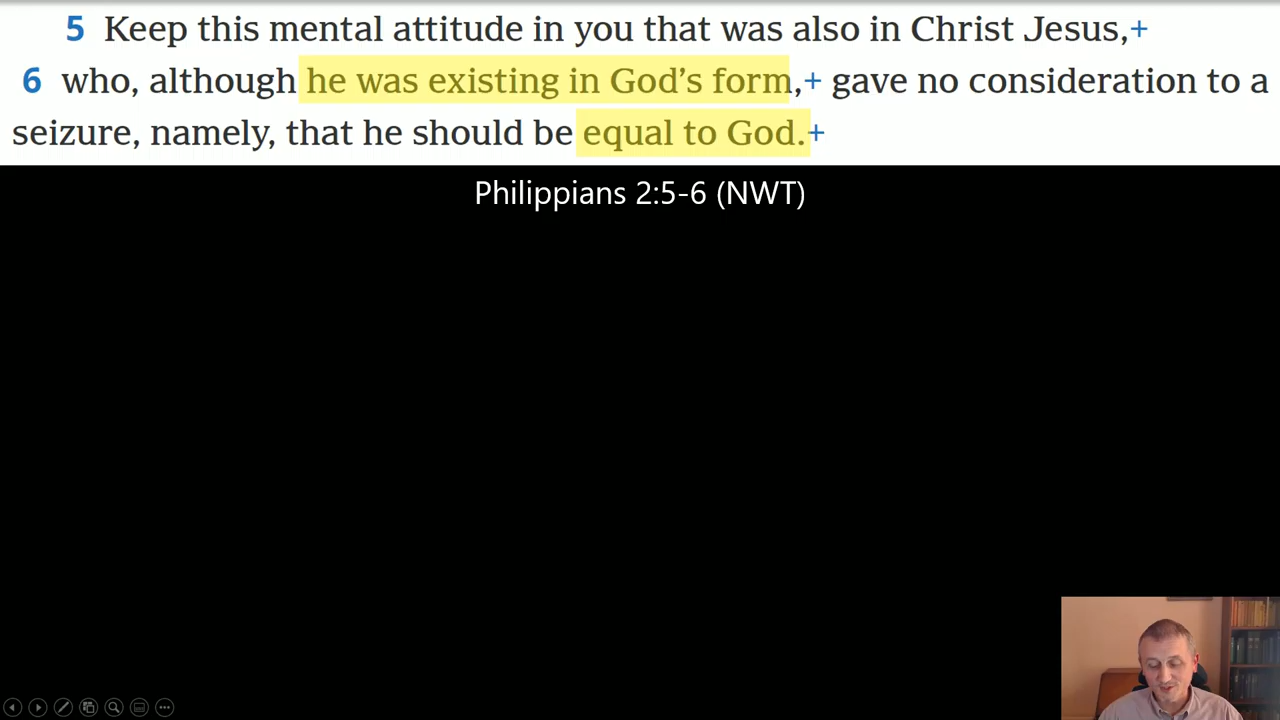 5 Keep this mental attitude in you that was also in Christ Jesus,+
6 who, although he was existing in God’s form,+ gave no consideration to a
seizure, namely, that he should be equal to God.+
Philippians 2:5-6 (NWT)